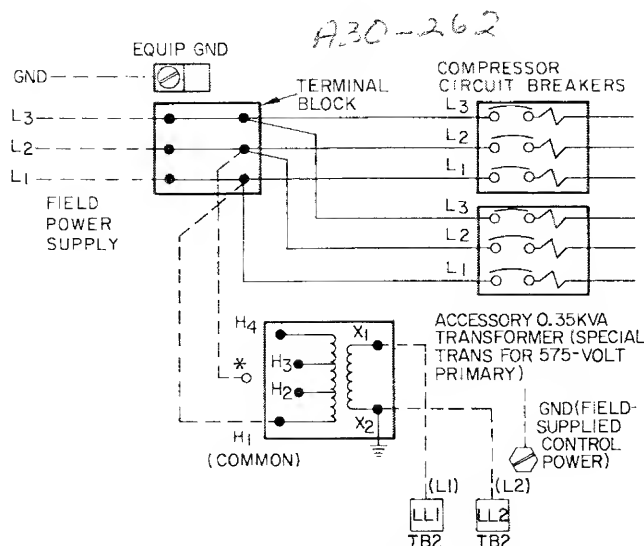 A30-262
EQUIP GND
GND
TERMINAL
BLOCK
COMPRESSOR
CIRCUIT BREAKERS
L3
L2
L1
FIELD
POWER
SUPPLY
L3
L2
L1
L3
L2
L1
H4
H3
H2
H1
(COMMON)
*
X1
X2
ACCESSORY 0.35KVA
TRANSFORMER (SPECIAL
TRANS FOR 575-VOLT
PRIMARY)
GND (FIELD-
SUPPLIED
CONTROL
POWER)
(L1)
(L2)
LL1
LL2
TB2
TB2